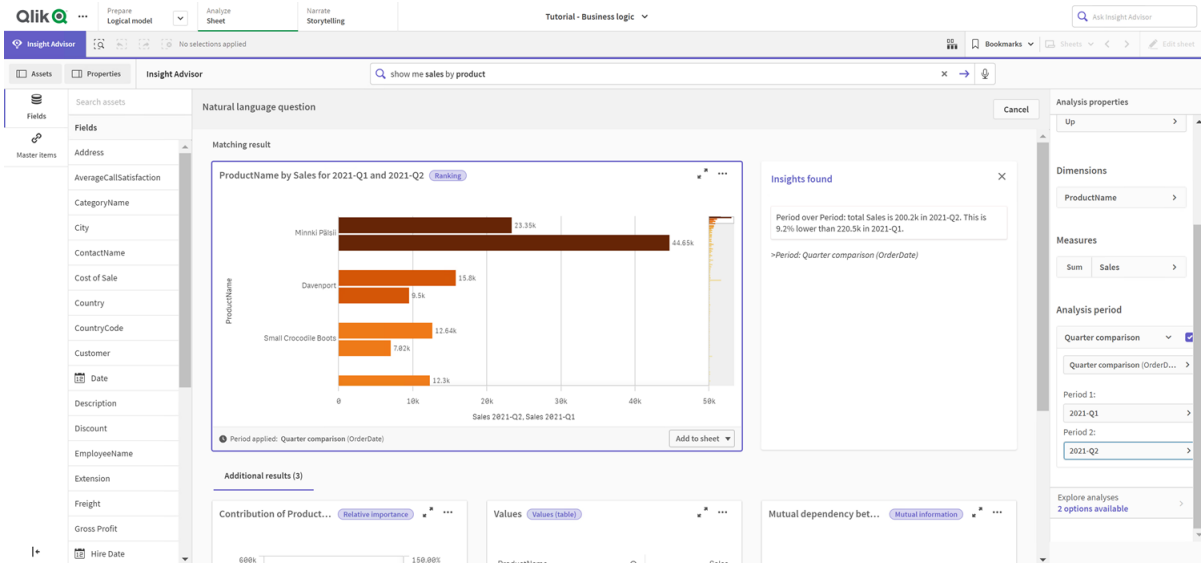 Qlik
Prepare
Logical model
Analyze
Sheet
Narrate
Storytelling
Tutorial - Business logic
Ask Insight Advisor
Insight Advisor
No selections applied
Bookmarks
Sheets
Edit sheet
Assets
Properties
Insight Advisor
show me sales by product
Fields
Master items
Search assets
Fields
Address
AverageCallSatisfaction
CategoryName
City
ContactName
Cost of Sale
Country
CountryCode
Customer
Date
Description
Discount
EmployeeName
Extension
Freight
Gross Profit
Hire Date
Natural language question
Cancel
Matching result
ProductName by Sales for 2021-Q1 and 2021-Q2
Ranking
ProductName
Minnki Pälsii
23.35k
44.65k
Davenport
15.8k
9.5k
Small Crocodile Boots
12.64k
7.02k
12.3k
0
10k
20k
30k
40k
50k
Sales 2021-Q2, Sales 2021-Q1
Period applied: Quarter comparison (OrderDate)
Add to sheet
Insights found
Period over Period: total Sales is 200.2k in 2021-Q2. This is
9.2% lower than 220.5k in 2021-Q1.
>Period: Quarter comparison (OrderDate)
Additional results (3)
Contribution of Product...
Relative importance
600k
150.00%
Values
Values (table)
ProductName
Sales
Mutual dependency bet...
Mutual information
Analysis properties
Up
Dimensions
ProductName
Measures
Sum
Sales
Analysis period
Quarter comparison
Quarter comparison (OrderD...
Period 1:
2021-Q1
Period 2:
2021-Q2
Explore analyses
2 options available